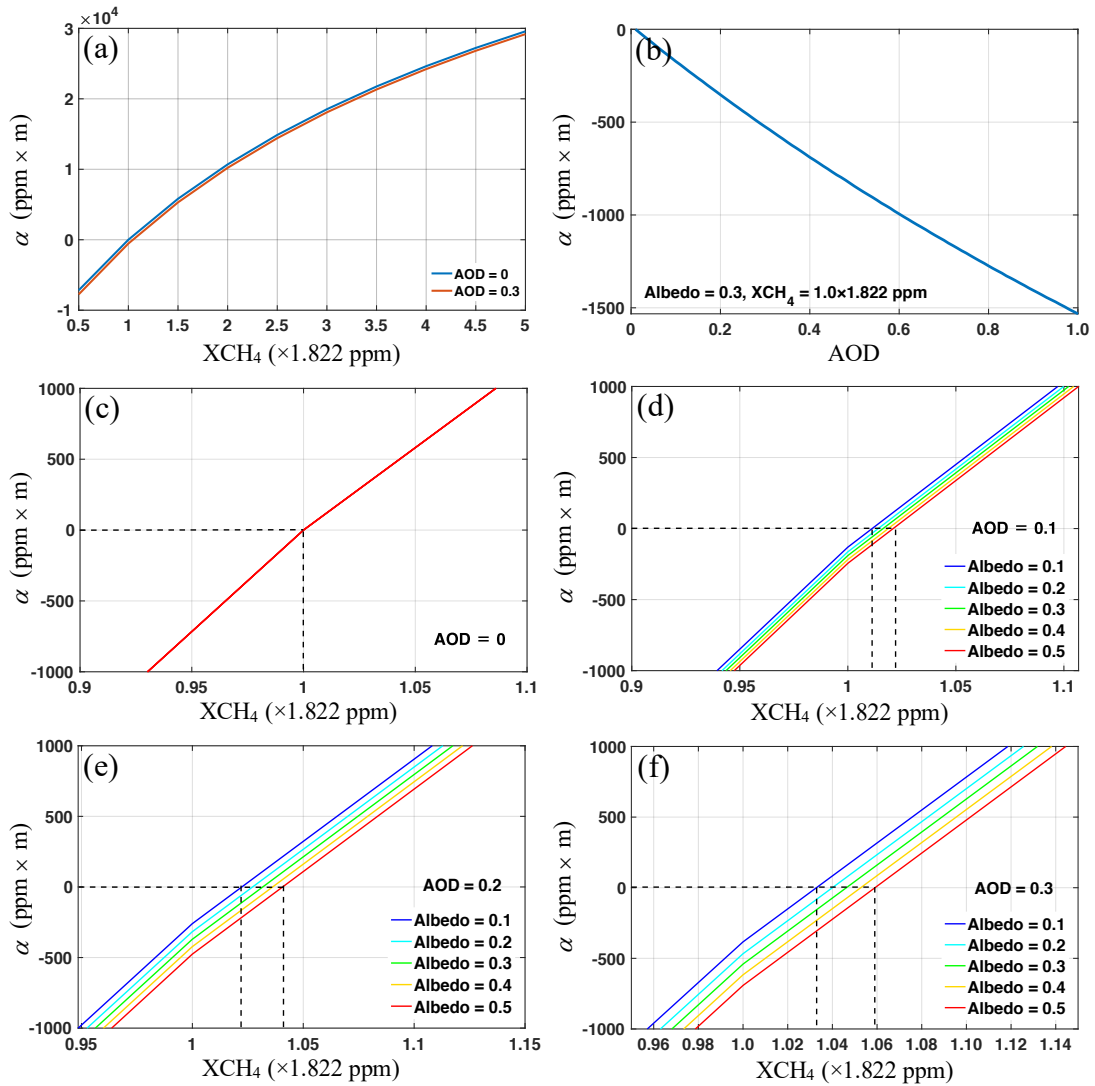 (a)
×10⁴
3
2
1
0
-1
α (ppm × m)
AOD = 0
AOD = 0.3
0.5 1 1.5 2 2.5 3 3.5 4 4.5 5
XCH₄ (×1.822 ppm)
(b)
0
-500
-1000
-1500
α (ppm × m)
Albedo = 0.3, XCH₄ = 1.0×1.822 ppm
0 0.2 0.4 0.6 0.8 1.0
AOD
(c)
1000
500
0
-500
-1000
α (ppm × m)
AOD = 0
0.9 0.95 1 1.05 1.1
XCH₄ (×1.822 ppm)
(d)
1000
500
0
-500
-1000
α (ppm × m)
AOD = 0.1
Albedo = 0.1
Albedo = 0.2
Albedo = 0.3
Albedo = 0.4
Albedo = 0.5
0.9 0.95 1 1.05 1.1
XCH₄ (×1.822 ppm)
(e)
1000
500
0
-500
-1000
α (ppm × m)
AOD = 0.2
Albedo = 0.1
Albedo = 0.2
Albedo = 0.3
Albedo = 0.4
Albedo = 0.5
0.95 1 1.05 1.1 1.15
XCH₄ (×1.822 ppm)
(f)
1000
500
0
-500
-1000
α (ppm × m)
AOD = 0.3
Albedo = 0.1
Albedo = 0.2
Albedo = 0.3
Albedo = 0.4
Albedo = 0.5
0.96 0.98 1.0 1.02 1.04 1.06 1.08 1.10 1.12 1.14
XCH₄ (×1.822 ppm)